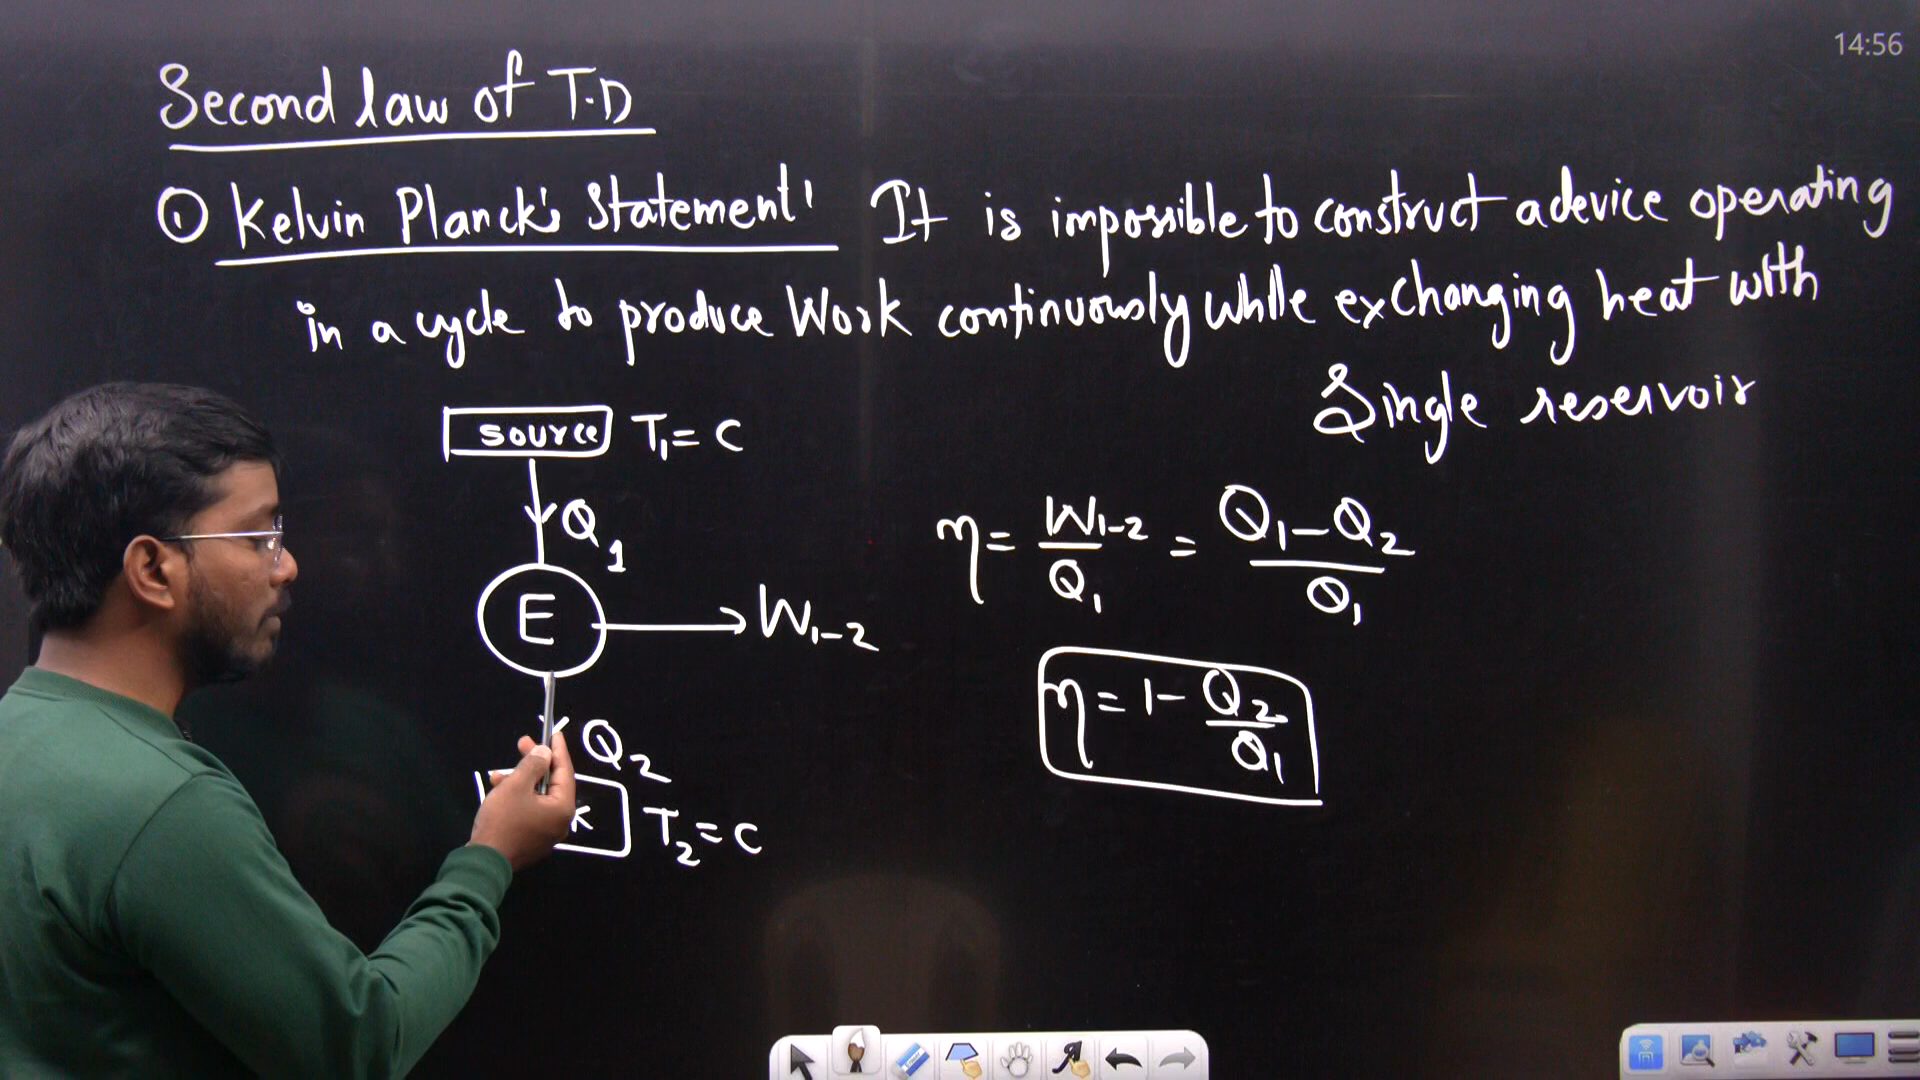 14:56
Second law of T.D
① Kelvin Planck's Statement' It is impossible to construct a device operating
in a cycle to produce Work continuously while exchanging heat with
Single reservoir
source T₁ = C
Q₁
η = W₁₋₂/Q₁ = Q₁-Q₂/Q₁
E W₁₋₂
η = 1 - Q₂/Q₁
Q₂
T₂ = C